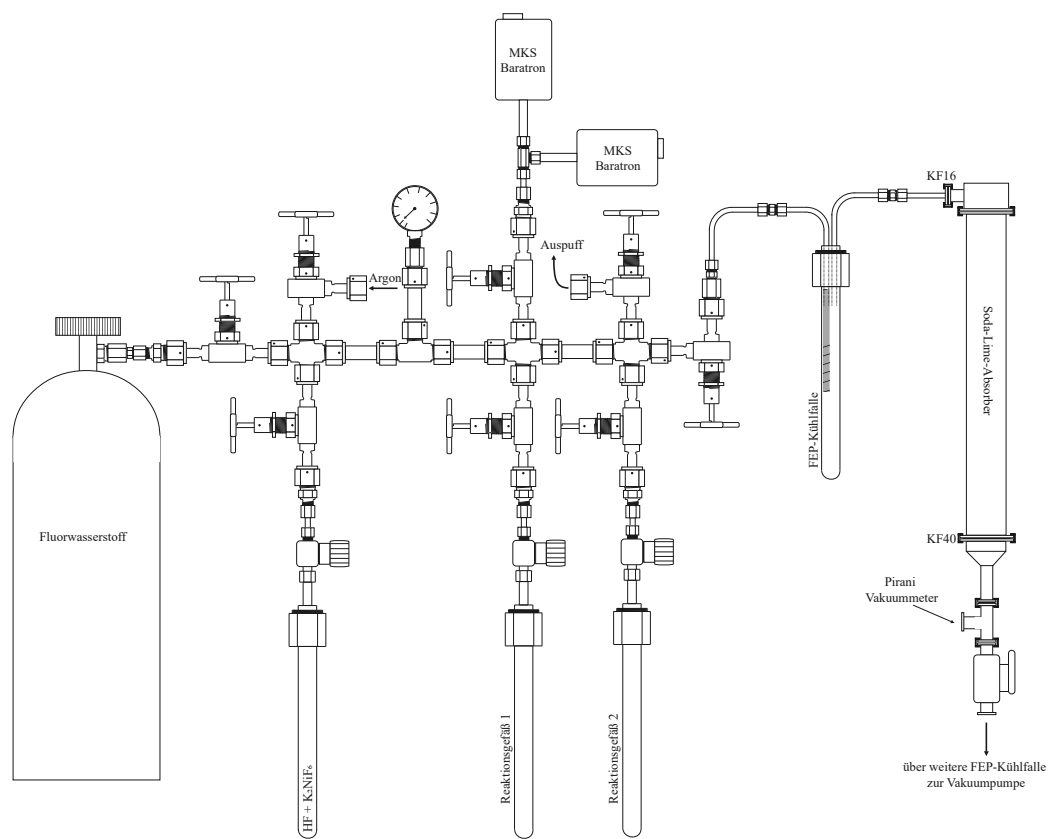 MKS
Baratron
MKS
Baratron
KF16
Auspuff
Argon
Soda-Lime-Absorber
FEP-Kühlfalle
Fluorwasserstoff
KF40
Pirani
Vakuummeter
HF + K₂NiF₆
Reaktionsgefäß 1
Reaktionsgefäß 2
über weitere FEP-Kühlfalle
zur Vakuumpumpe